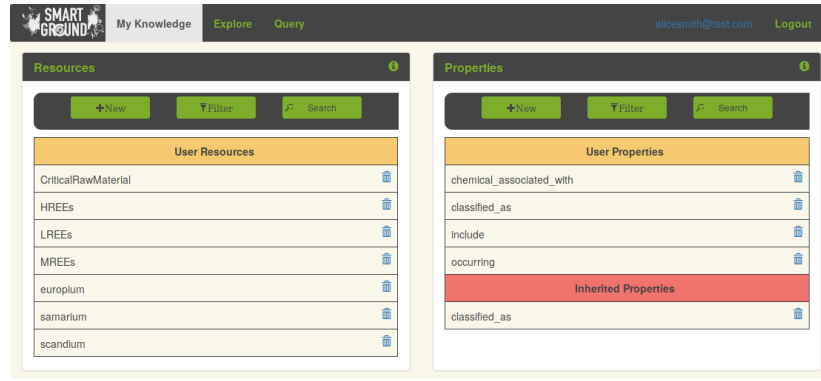 SMART
GROUND
My Knowledge
Explore
Query
alicesmith@test.com
Logout
Resources
New
Filter
Search
User Resources
CriticalRawMaterial
HREEs
LREEs
MREEs
europium
samarium
scandium
Properties
New
Filter
Search
User Properties
chemical_associated_with
classified_as
include
occurring
Inherited Properties
classified_as